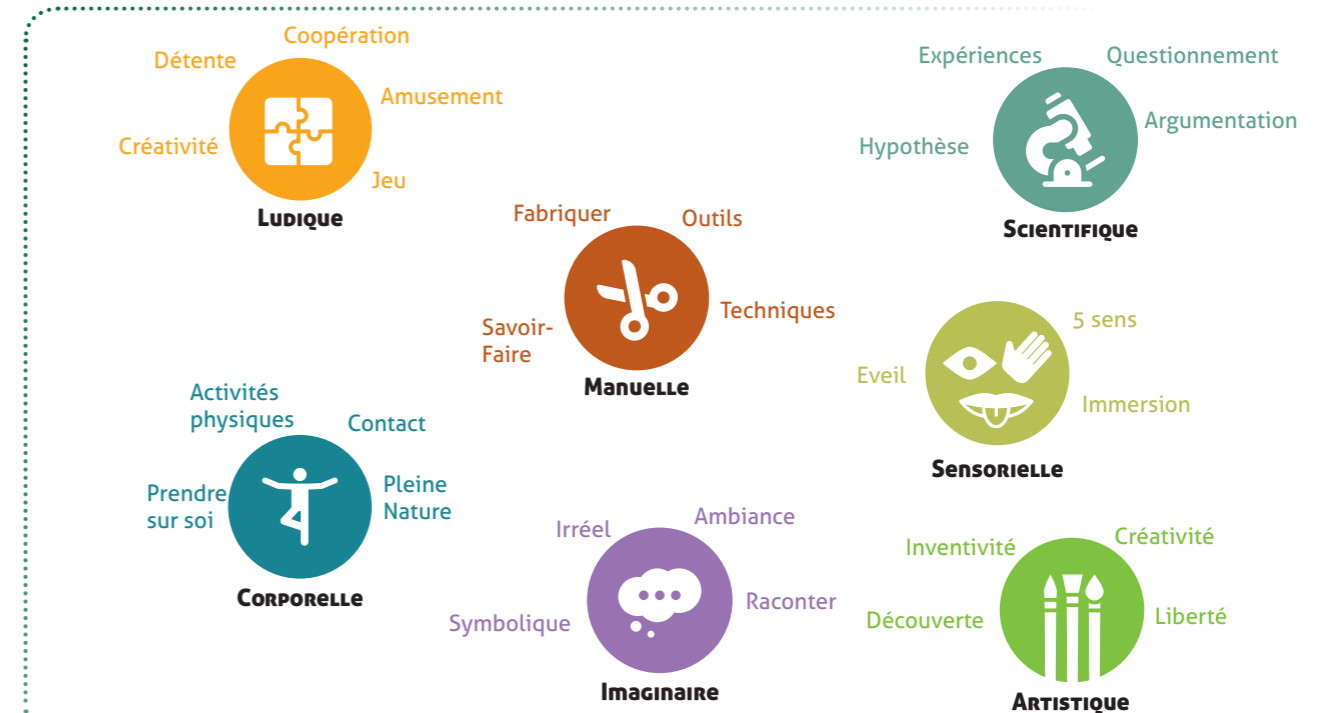 Coopération
Détente
Amusement
Créativité
Jeu
Ludique
Expériences
Questionnement
Argumentation
Hypothèse
Scientifique
Fabriquer
Outils
Techniques
Savoir-
Faire
Manuelle
5 sens
Eveil
Immersion
Sensorielle
Activités
physiques
Contact
Prendre
sur soi
Pleine
Nature
Corporelle
Irréel
Ambiance
Raconter
Symbolique
Imaginaire
Inventivité
Créativité
Découverte
Liberté
Artistique